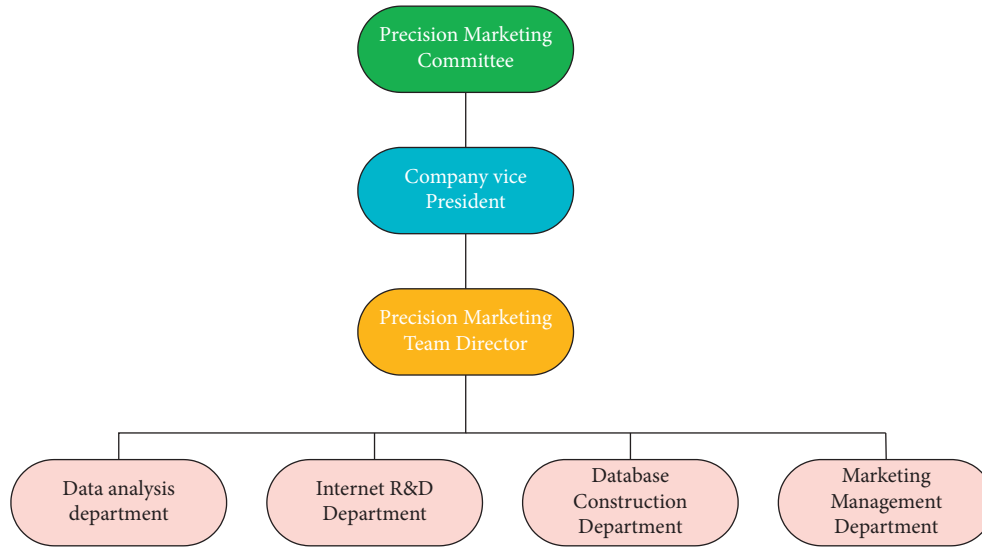 Precision Marketing
Committee
Company vice
President
Precision Marketing
Team Director
Data analysis
department
Internet R&D
Department
Database
Construction
Department
Marketing
Management
Department